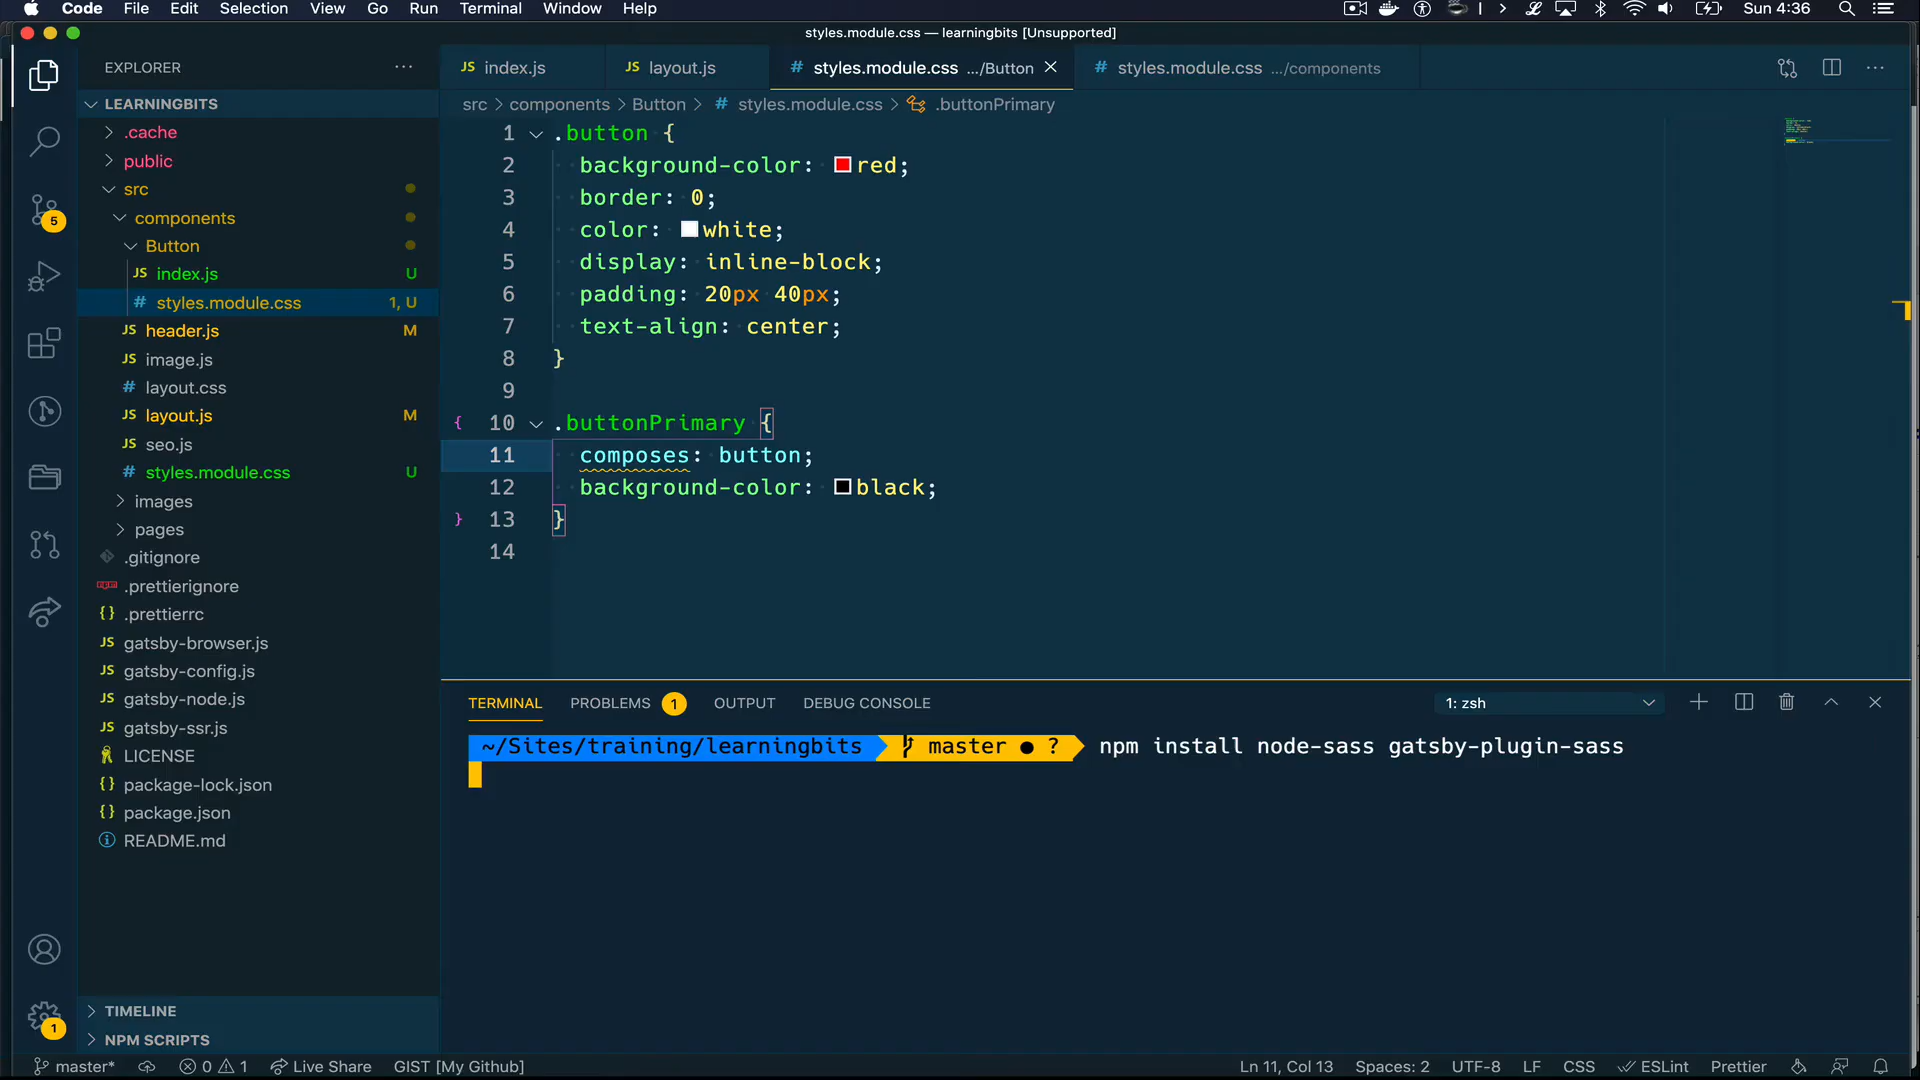 Code File Edit Selection View Go Run Terminal Window Help Sun 4:36
styles.module.css — learningbits [Unsupported]
EXPLORER
LEARNINGBITS
.cache
public
src
components
Button
JS index.js U
# styles.module.css 1, U
JS header.js M
JS image.js
# layout.css
JS layout.js M
JS seo.js
# styles.module.css U
images
pages
.gitignore
.prettierignore
{} .prettierrc
JS gatsby-browser.js
JS gatsby-config.js
JS gatsby-node.js
JS gatsby-ssr.js
LICENSE
{} package-lock.json
{} package.json
README.md
TIMELINE
NPM SCRIPTS
5
1
JS index.js JS layout.js # styles.module.css .../Button # styles.module.css .../components
src > components > Button > # styles.module.css > .buttonPrimary
1 .button {
2 background-color: red;
3 border: 0;
4 color: white;
5 display: inline-block;
6 padding: 20px 40px;
7 text-align: center;
8 }
9
{ 10 .buttonPrimary {
11 composes: button;
12 background-color: black;
} 13 }
14
TERMINAL PROBLEMS 1 OUTPUT DEBUG CONSOLE 1: zsh
~/Sites/training/learningbits master ● ? npm install node-sass gatsby-plugin-sass
master* 0 1 Live Share GIST [My Github] Ln 11, Col 13 Spaces: 2 UTF-8 LF CSS ESLint Prettier